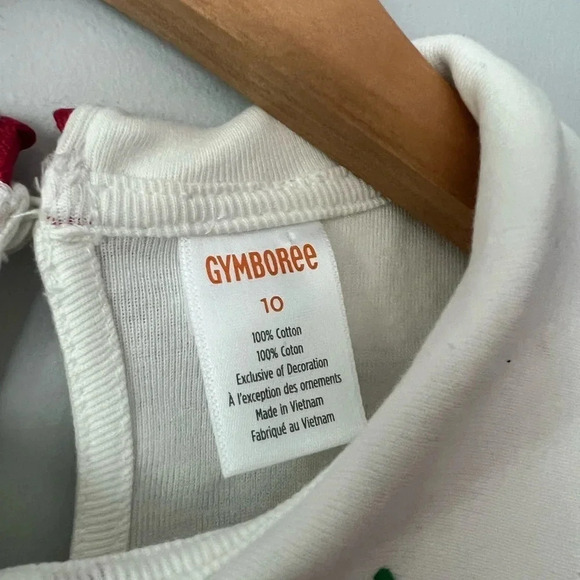 GYMBOREE
10
100% Cotton
100% Coton
Exclusive of Decoration
À l'exception des ornements
Made in Vietnam
Fabriqué au Vietnam